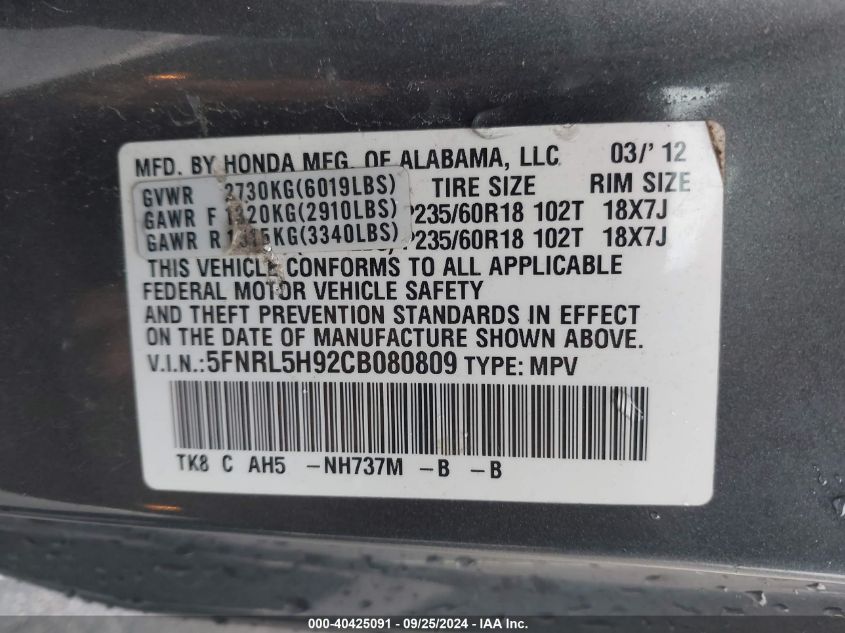 MFD. BY HONDA MFG. OF ALABAMA, LLC 03/' 12
GVWR 2730KG(6019LBS) TIRE SIZE RIM SIZE
GAWR F 1320KG(2910LBS) P235/60R18 102T 18X7J
GAWR R 1515KG(3340LBS) P235/60R18 102T 18X7J
THIS VEHICLE CONFORMS TO ALL APPLICABLE
FEDERAL MOTOR VEHICLE SAFETY
AND THEFT PREVENTION STANDARDS IN EFFECT
ON THE DATE OF MANUFACTURE SHOWN ABOVE.
V.I.N.:5FNRL5H92CB080809 TYPE: MPV
TK8 C AH5 -NH737M -B -B
000-40425091 - 09/25/2024 - IAA Inc.